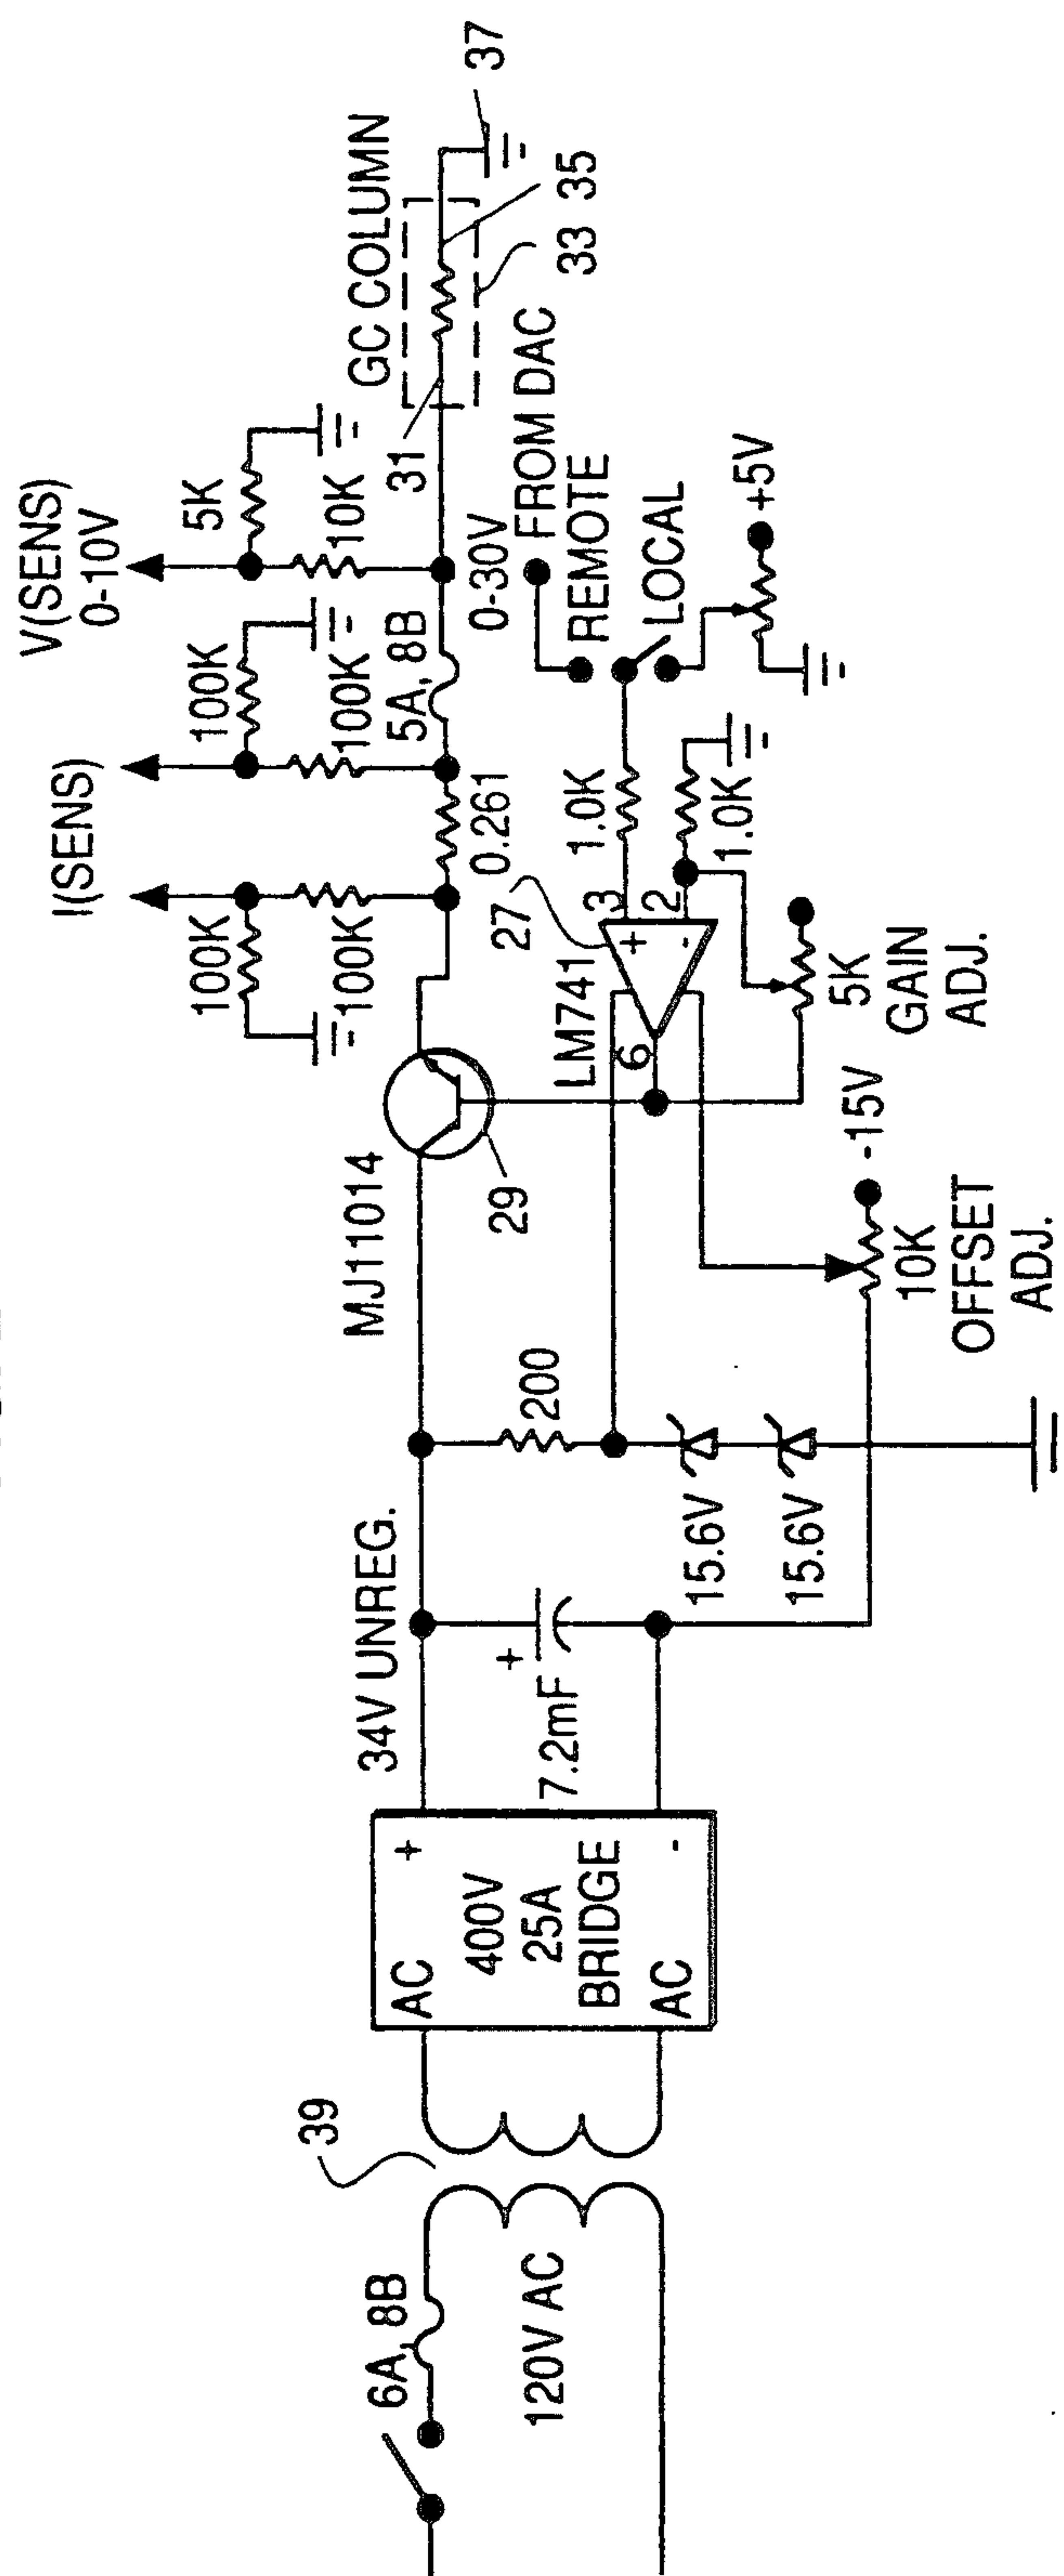 6A, 8B
120V AC
39
AC
AC
400V
25A
BRIDGE
+
-
34V UNREG.
+
7.2mF
200
15.6V
15.6V
MJ11014
29
-15V
10K
OFFSET
ADJ.
LM741
6
27
+
-
3
2
5K
GAIN
ADJ.
1.0K
1.0K
I(SENS)
100K
100K
100K
100K
0.261
5A, 8B
V(SENS)
0-10V
5K
10K
0-30V
FROM DAC
REMOTE
LOCAL
+5V
GC COLUMN
31
33
35
37